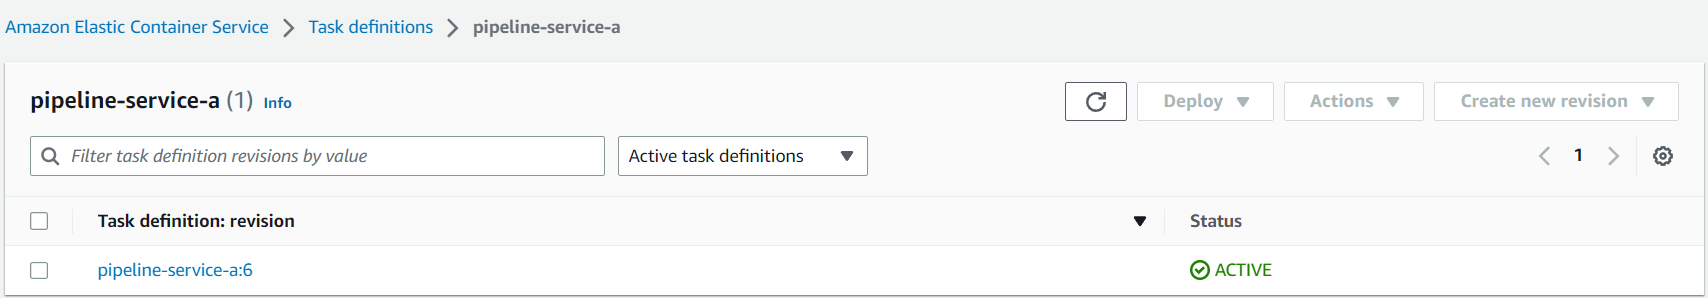 Amazon Elastic Container Service > Task definitions > pipeline-service-a
pipeline-service-a (1) Info Deploy Actions Create new revision
Filter task definition revisions by value Active task definitions 1
Task definition: revision Status
pipeline-service-a:6 ACTIVE